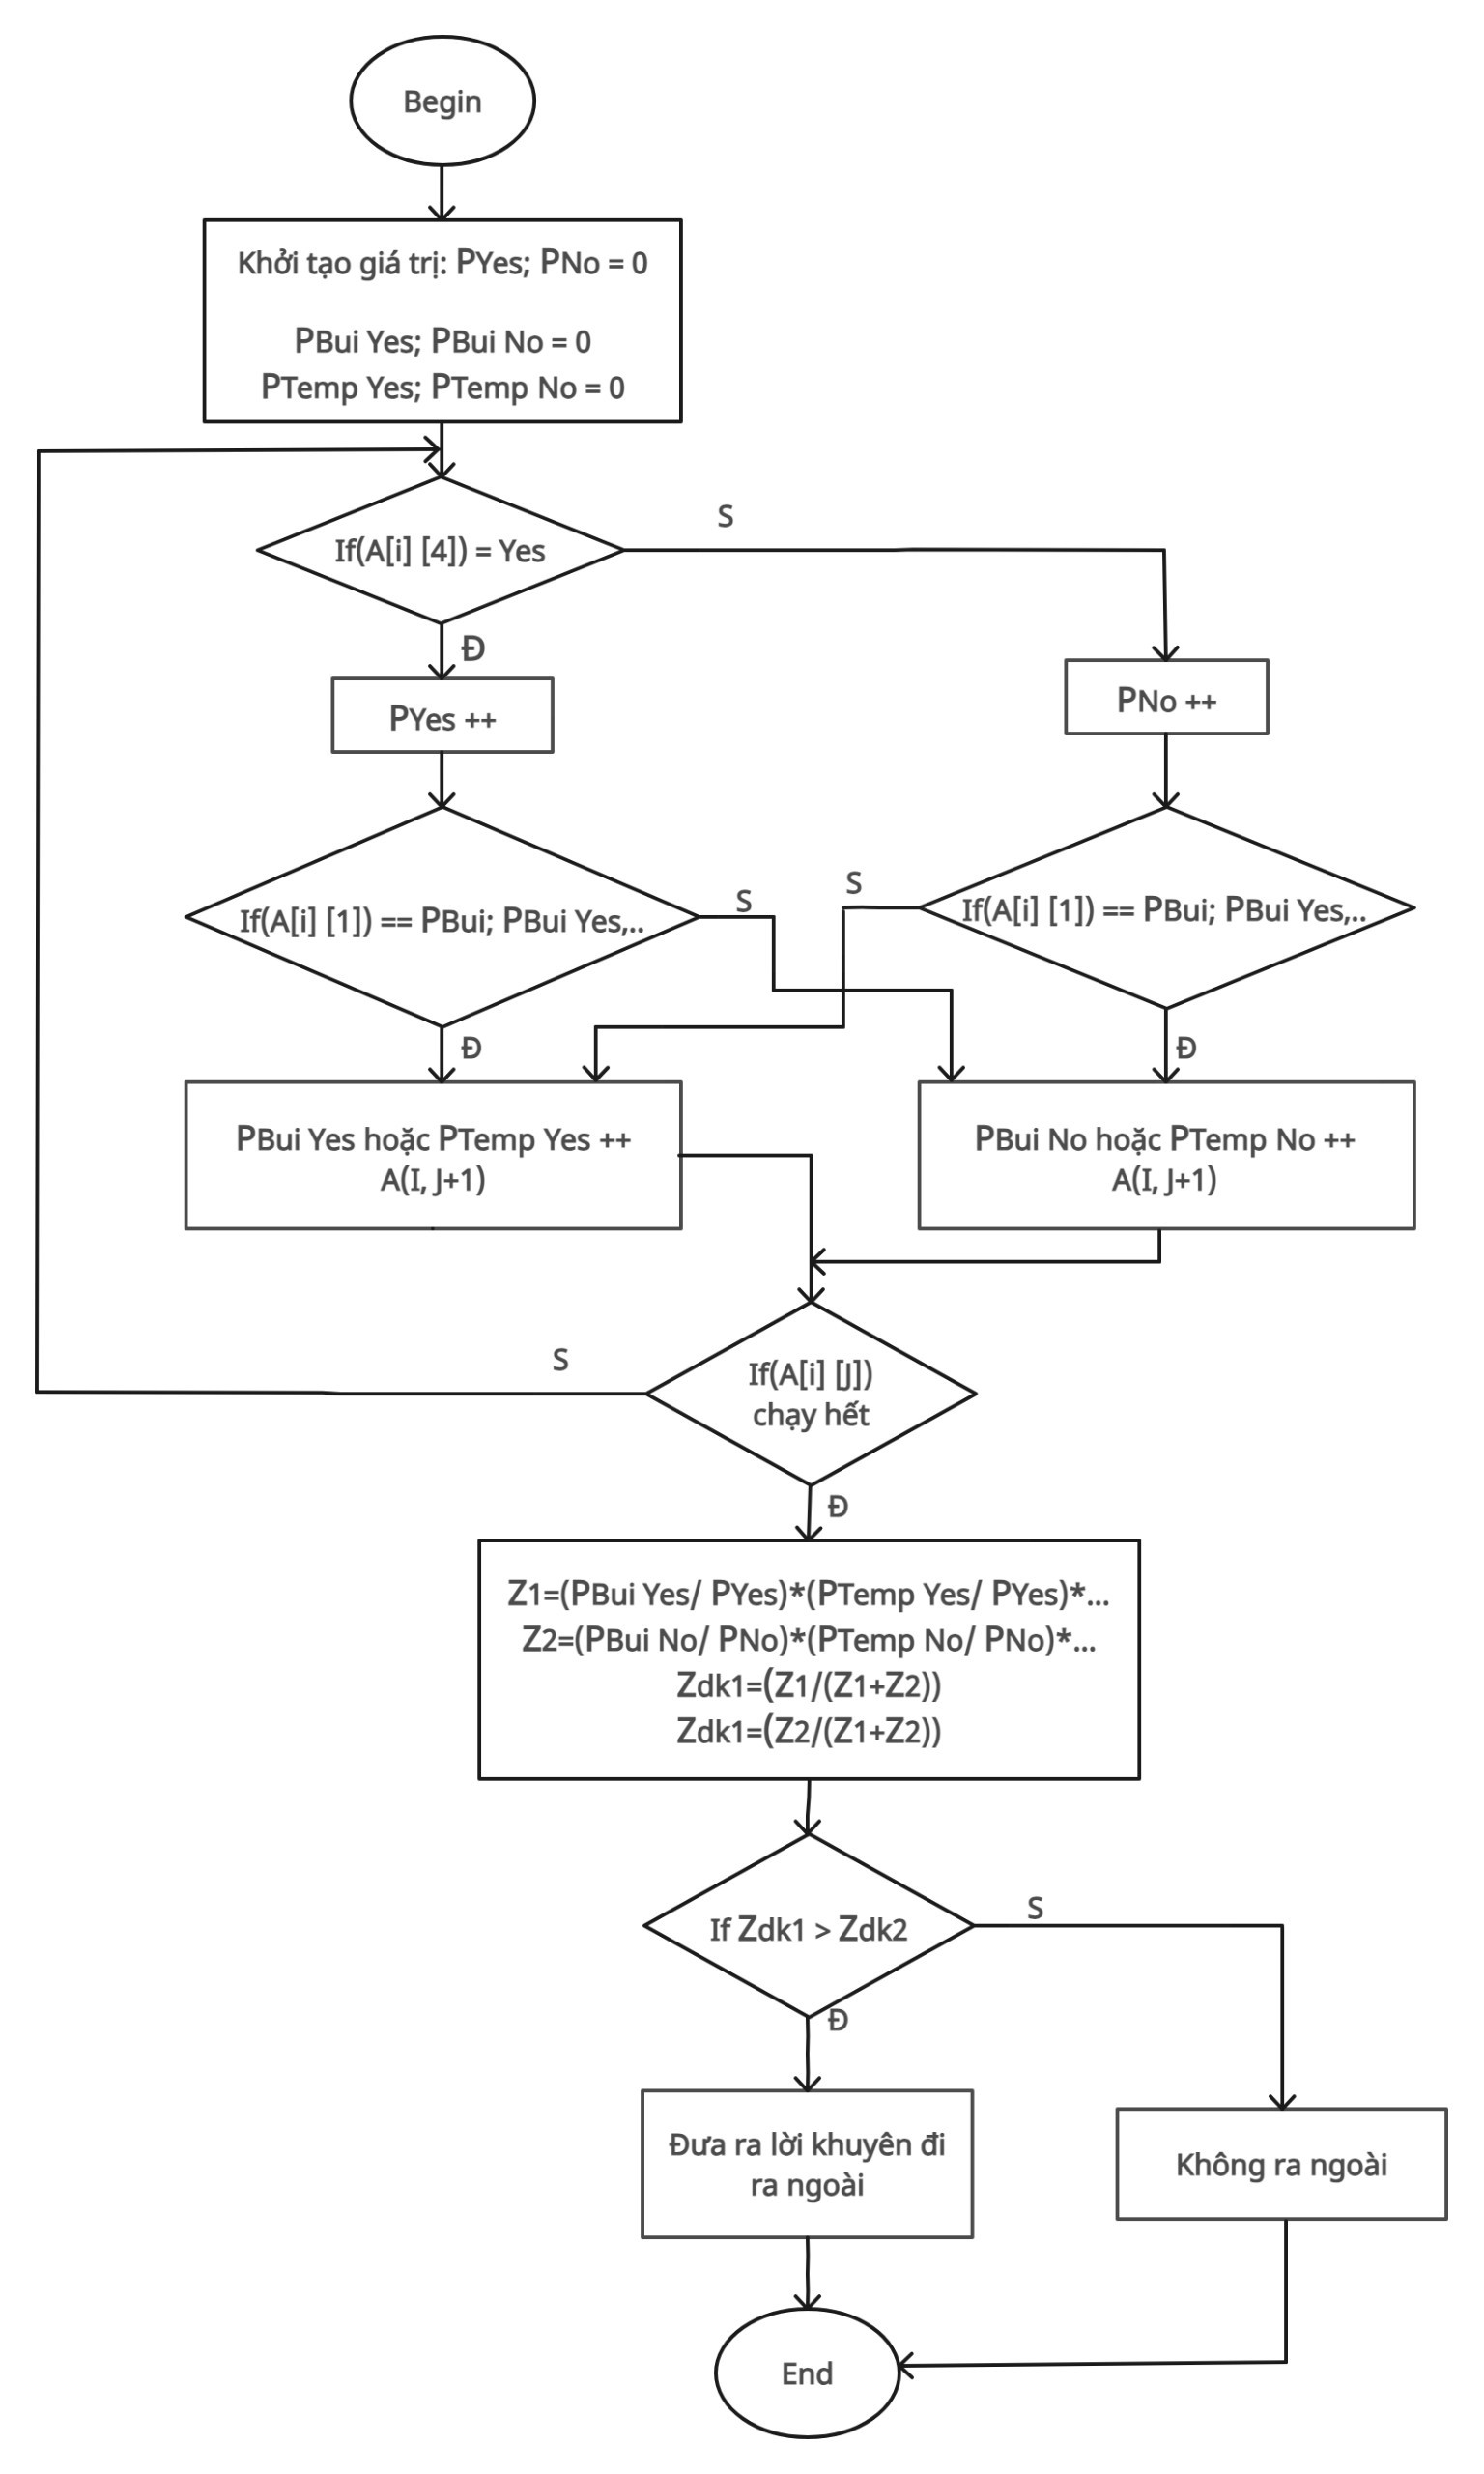 Begin
Khởi tạo giá trị: PYes; PNo = 0
PBui Yes; PBui No = 0
PTemp Yes; PTemp No = 0
S
If(A[i] [4]) = Yes
Đ
PYes ++
PNo ++
S
S
If(A[i] [1]) == PBui; PBui Yes,..
If(A[i] [1]) == PBui; PBui Yes,..
Đ
Đ
PBui Yes hoặc PTemp Yes ++
A(I, J+1)
PBui No hoặc PTemp No ++
A(I, J+1)
S
If(A[i] [J])
chạy hết
Đ
Z1=(PBui Yes/ PYes)*(PTemp Yes/ PYes)*...
Z2=(PBui No/ PNo)*(PTemp No/ PNo)*...
Zdk1=(Z1/(Z1+Z2))
Zdk1=(Z2/(Z1+Z2))
S
If Zdk1 > Zdk2
Đ
Đưa ra lời khuyên đi
ra ngoài
Không ra ngoài
End